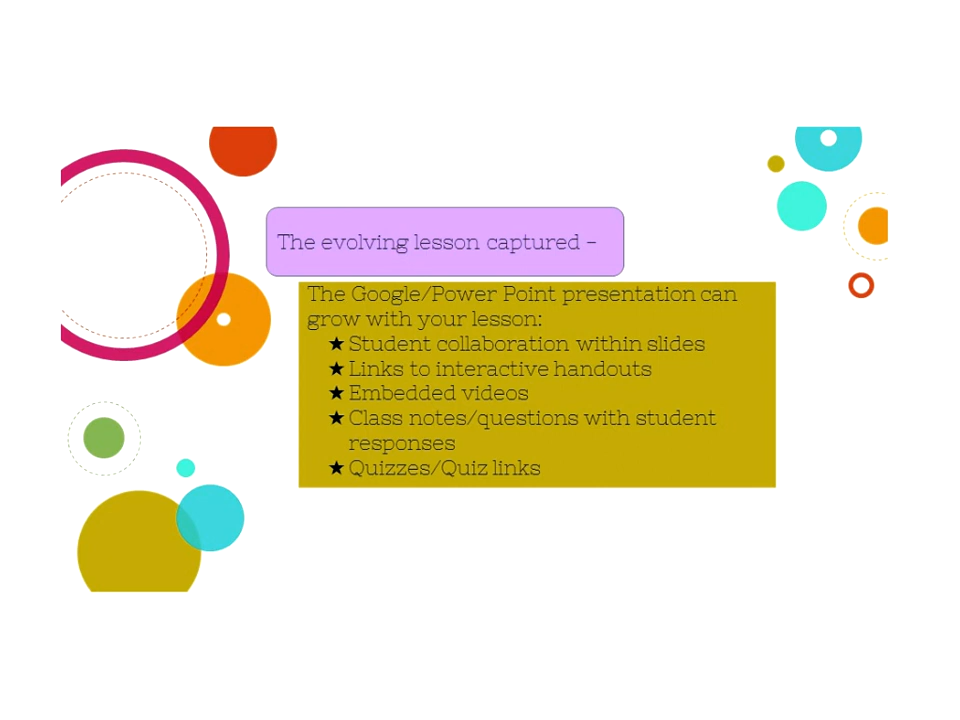 The evolving lesson captured -
The Google/Power Point presentation can
grow with your lesson:
★ Student collaboration within slides
★ Links to interactive handouts
★ Embedded videos
★ Class notes/questions with student
responses
★ Quizzes/Quiz links